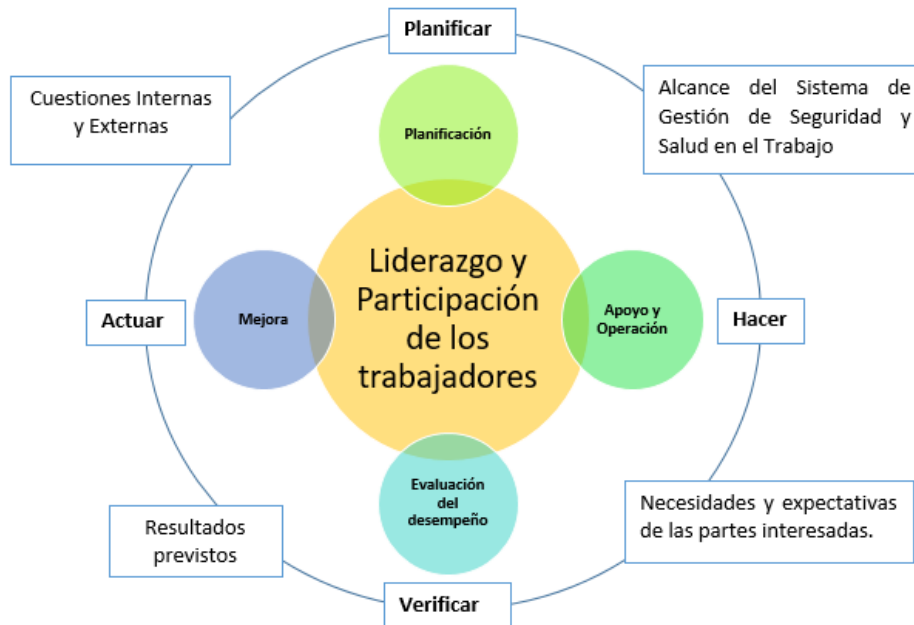 Planificar
Cuestiones Internas
y Externas
Alcance del Sistema de
Gestión de Seguridad y
Salud en el Trabajo
Planificación
Liderazgo y
Participación
de los
trabajadores
Actuar
Mejora
Apoyo y
Operación
Hacer
Evaluación
del
desempeño
Resultados
previstos
Necesidades y expectativas
de las partes interesadas.
Verificar